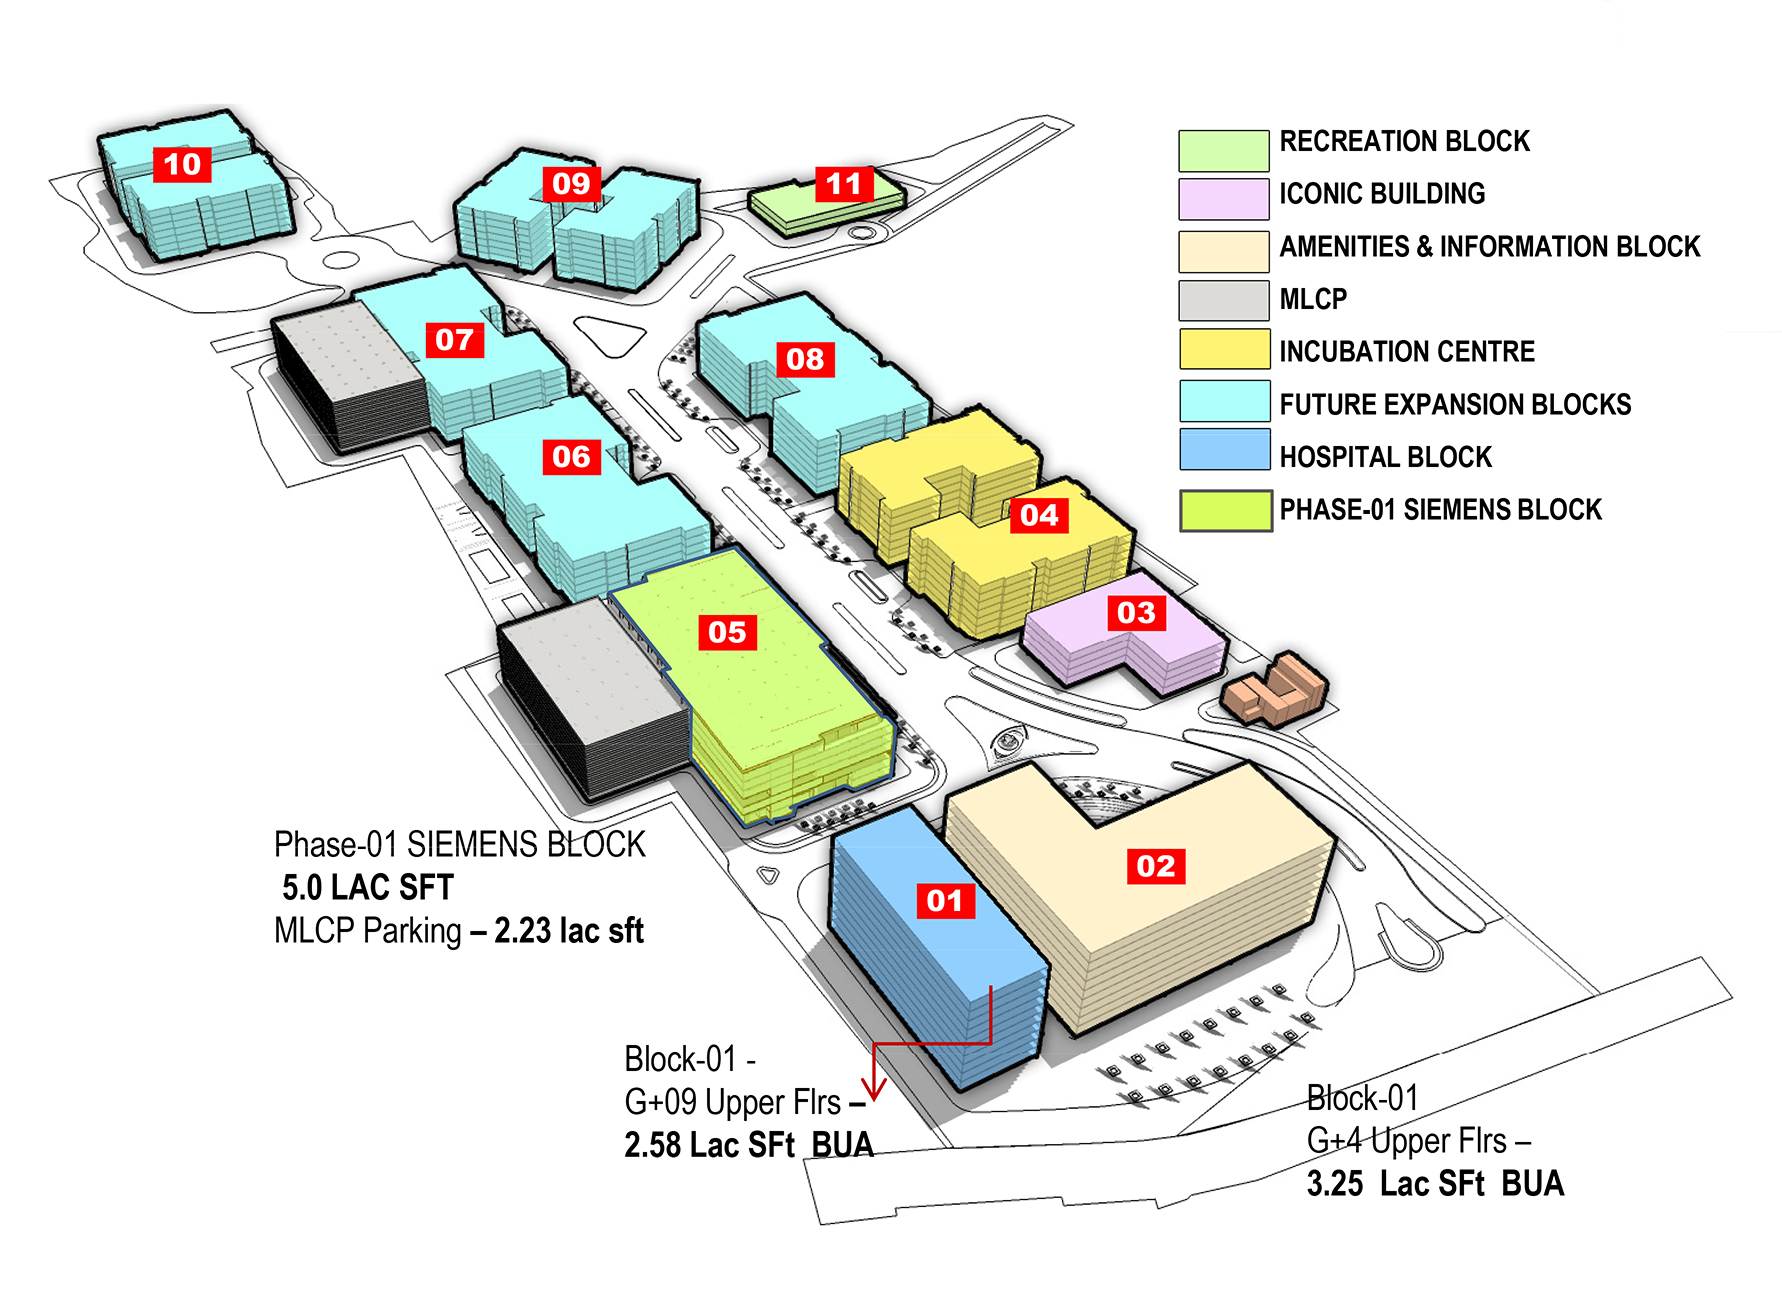 10
09
11
07
08
06
04
05
03
02
01
RECREATION BLOCK
ICONIC BUILDING
AMENITIES & INFORMATION BLOCK
MLCP
INCUBATION CENTRE
FUTURE EXPANSION BLOCKS
HOSPITAL BLOCK
PHASE-01 SIEMENS BLOCK
Phase-01 SIEMENS BLOCK
5.0 LAC SFT
MLCP Parking – 2.23 lac sft
Block-01 -
G+09 Upper Flrs –
2.58 Lac SFt BUA
Block-01
G+4 Upper Flrs –
3.25 Lac SFt BUA